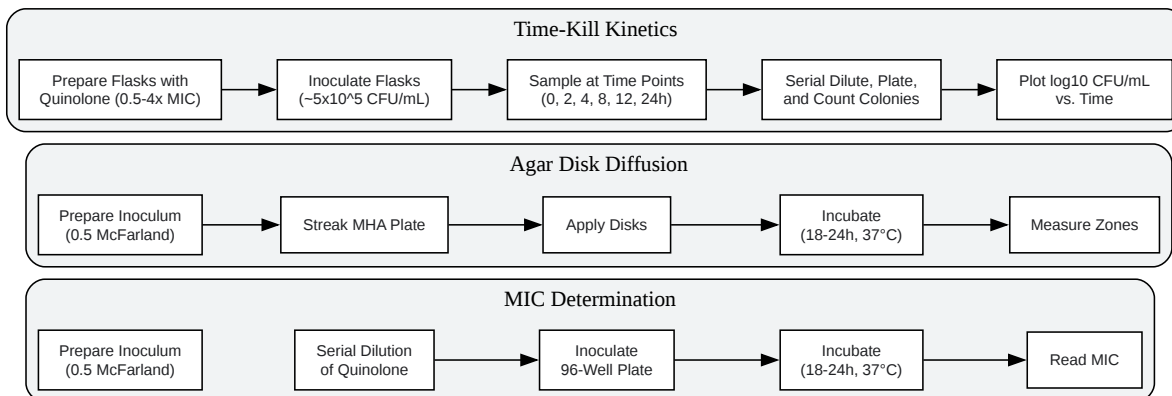 Time-Kill Kinetics
Prepare Flasks with
Quinolone (0.5-4x MIC)
Inoculate Flasks
(~5x10^5 CFU/mL)
Sample at Time Points
(0, 2, 4, 8, 12, 24h)
Serial Dilute, Plate,
and Count Colonies
Plot log10 CFU/mL
vs. Time
Agar Disk Diffusion
Prepare Inoculum
(0.5 McFarland)
Streak MHA Plate
Apply Disks
Incubate
(18-24h, 37°C)
Measure Zones
MIC Determination
Prepare Inoculum
(0.5 McFarland)
Serial Dilution
of Quinolone
Inoculate
96-Well Plate
Incubate
(18-24h, 37°C)
Read MIC